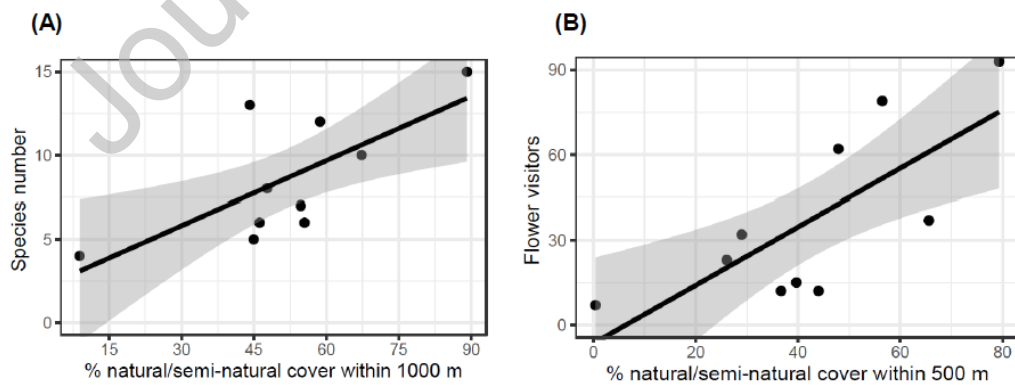 (A)
(B)
Jou
Species number
15
10
5
0
15
30
45
60
75
90
% natural/semi-natural cover within 1000 m
Flower visitors
90
60
30
0
0
20
40
60
80
% natural/semi-natural cover within 500 m